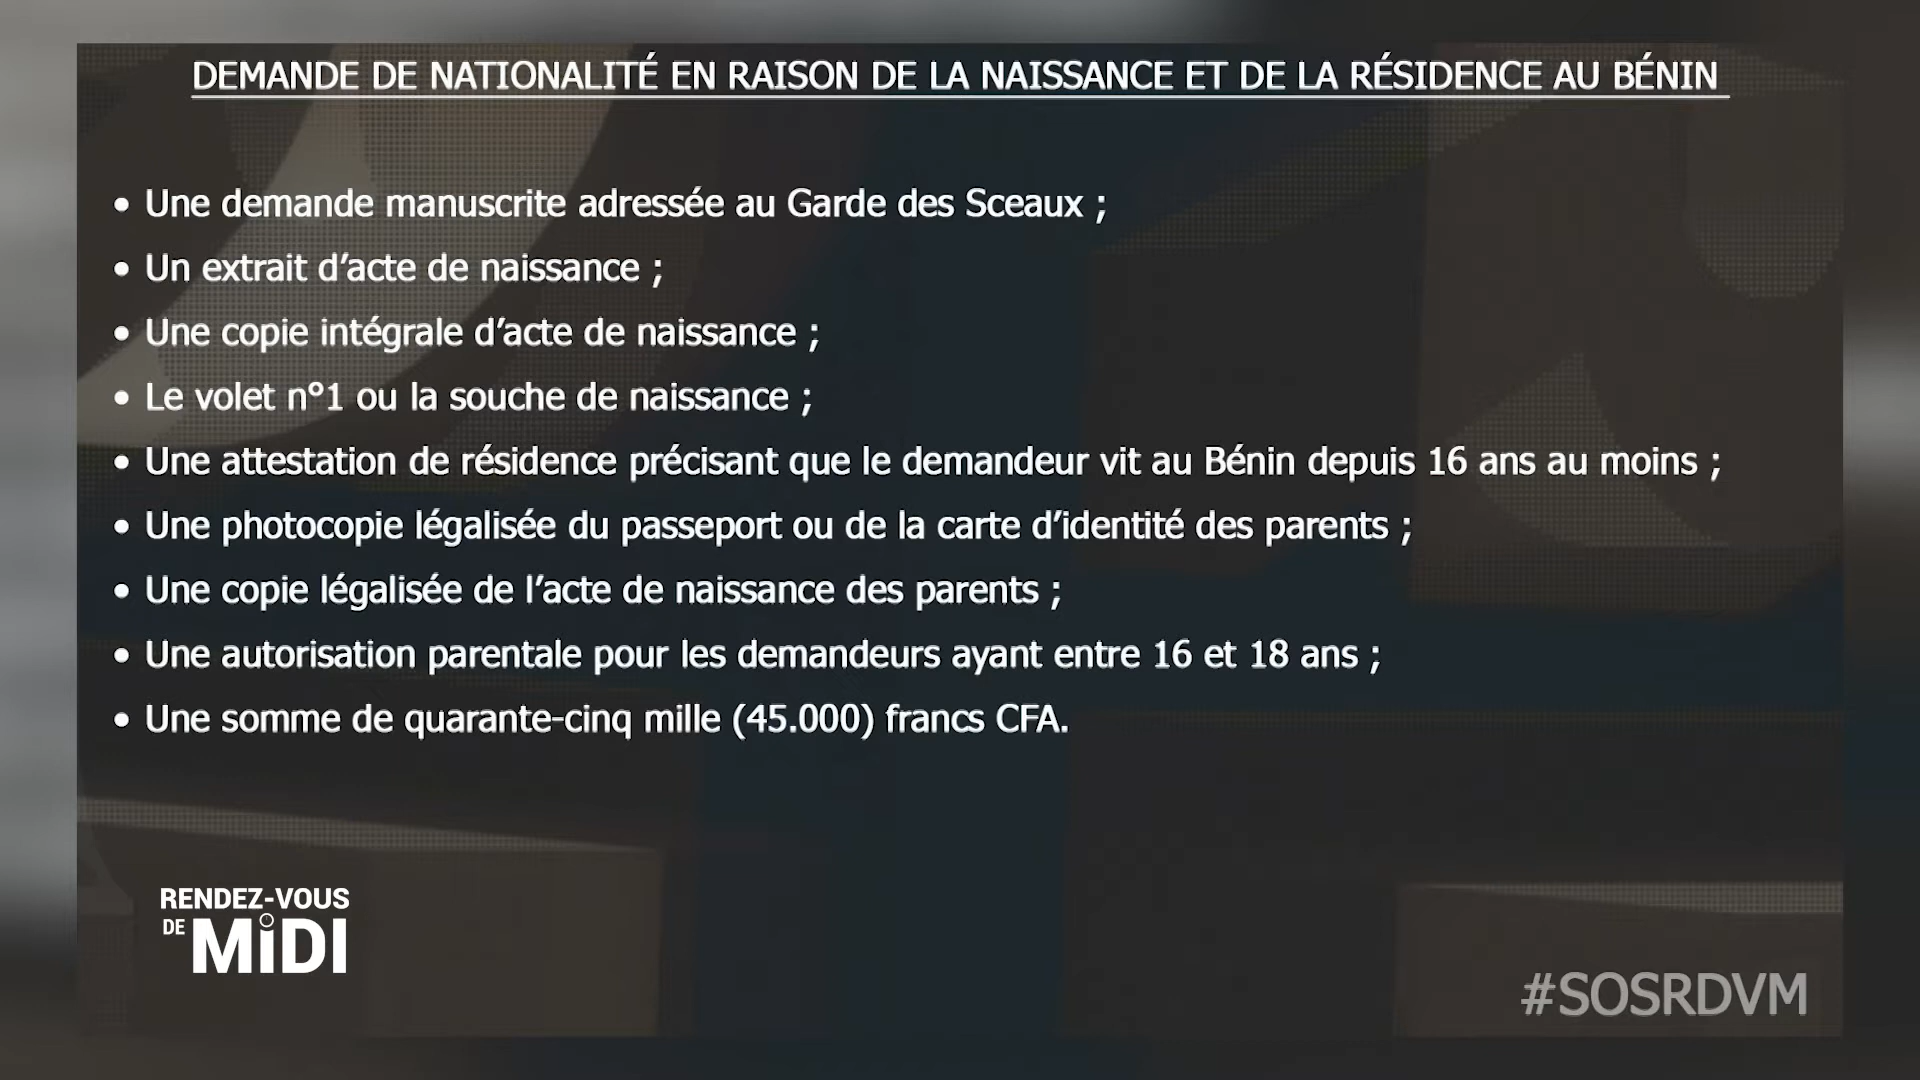 DEMANDE DE NATIONALITÉ EN RAISON DE LA NAISSANCE ET DE LA RÉSIDENCE AU BÉNIN
• Une demande manuscrite adressée au Garde des Sceaux ;
• Un extrait d’acte de naissance ;
• Une copie intégrale d’acte de naissance ;
• Le volet n°1 ou la souche de naissance ;
• Une attestation de résidence précisant que le demandeur vit au Bénin depuis 16 ans au moins ;
• Une photocopie légalisée du passeport ou de la carte d’identité des parents ;
• Une copie légalisée de l’acte de naissance des parents ;
• Une autorisation parentale pour les demandeurs ayant entre 16 et 18 ans ;
• Une somme de quarante-cinq mille (45.000) francs CFA.
RENDEZ-VOUS
DE MiDI
#SOSRDVM